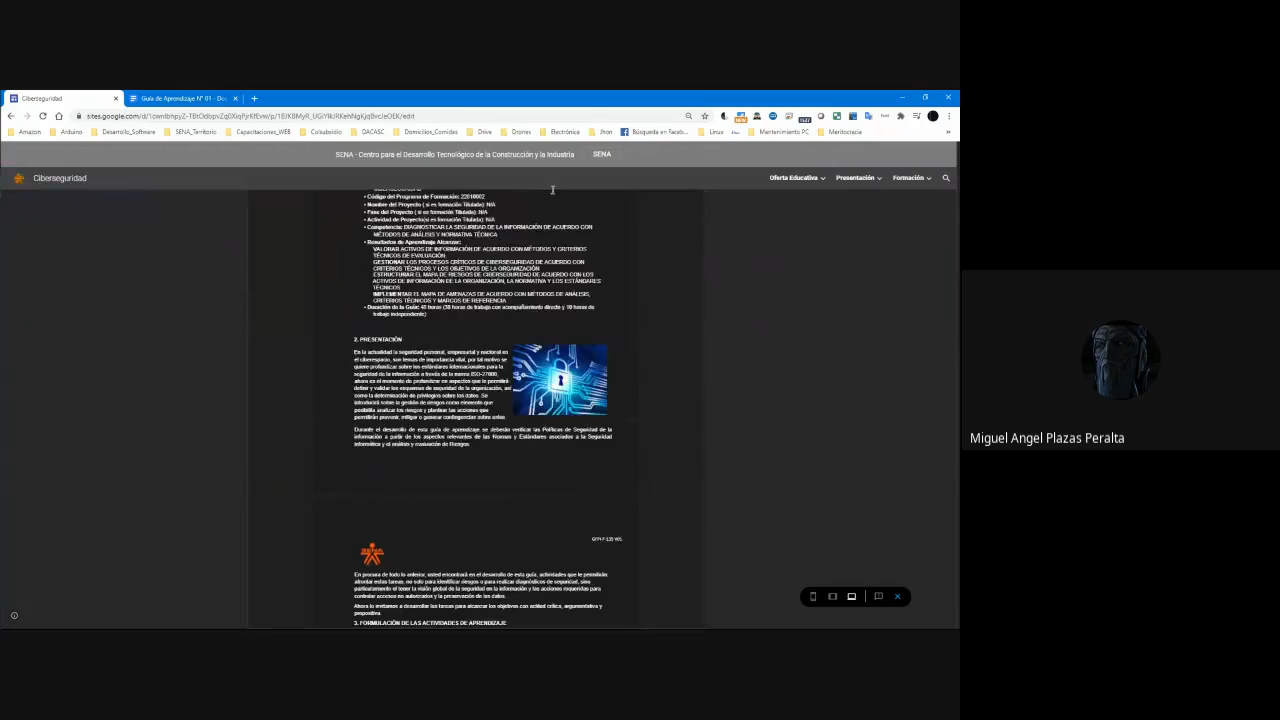 Ciberseguridad
Guía de Aprendizaje N° 01 - Do
Amazon
Arduino
Desarrollo_Software
SENA_Territorio
Capacitaciones_WEB
Colsubsidio
DACASC
Domicilios_Comidas
Drive
Drones
Electrónica
Jhon
Búsqueda en Faceb...
Linux
Mantenimiento PC
Meritocracia
SENA - Centro para el Desarrollo Tecnológico de la Construcción y la Industria SENA
Ciberseguridad
Oferta Educativa
Presentación
Formación
• Código del Programa de Formación: 22810002
• Nombre del Proyecto ( si es formación Titulada): N/A
• Fase del Proyecto ( si es formación Titulada): N/A
• Actividad de Proyecto(si es formación Titulada): N/A
• Competencia: DIAGNOSTICAR LA SEGURIDAD DE LA INFORMACIÓN DE ACUERDO CON
MÉTODOS DE ANÁLISIS Y NORMATIVA TÉCNICA
• Resultados de Aprendizaje Alcanzar:
VALORAR ACTIVOS DE INFORMACIÓN DE ACUERDO CON MÉTODOS Y CRITERIOS
TÉCNICOS DE EVALUACIÓN.
GESTIONAR LOS PROCESOS CRÍTICOS DE CIBERSEGURIDAD DE ACUERDO CON
CRITERIOS TÉCNICOS Y LOS OBJETIVOS DE LA ORGANIZACIÓN
ESTRUCTURAR EL MAPA DE RIESGOS DE CIBERSEGURIDAD DE ACUERDO CON LOS
ACTIVOS DE INFORMACIÓN DE LA ORGANIZACIÓN, LA NORMATIVA Y LOS ESTÁNDARES
TÉCNICOS
IMPLEMENTAR EL MAPA DE AMENAZAS DE ACUERDO CON MÉTODOS DE ANÁLISIS,
CRITERIOS TÉCNICOS Y MARCOS DE REFERENCIA
• Duración de la Guía: 48 horas (38 horas de trabajo con acompañamiento directo y 10 horas de
trabajo independiente)
2. PRESENTACIÓN
En la actualidad la seguridad personal, empresarial y nacional en
el ciberespacio, son temas de importancia vital, por tal motivo se
quiere profundizar sobre los estándares internacionales para la
seguridad de la información a través de la norma ISO-27000,
ahora es el momento de profundizar en aspectos que le permitirá
definir y validar los esquemas de seguridad de la organización, así
como la determinación de privilegios sobre los datos. Se
introducirá sobre la gestión de riesgos como elemento que
posibilita analizar los riesgos y plantear las acciones que
permitirán prevenir, mitigar o generar contingencias sobre estos.
Durante el desarrollo de esta guía de aprendizaje se deberán verificar las Políticas de Seguridad de la
información a partir de los aspectos relevantes de las Normas y Estándares asociados a la Seguridad
informática y el análisis y evaluación de Riesgos.
GFPI-F-135 V01
SENA
En procura de todo lo anterior, usted encontrará en el desarrollo de esta guía, actividades que le permitirán
afrontar estas tareas; no solo para identificar riesgos o para realizar diagnósticos de seguridad, sino
particularmente el tener la visión global de la seguridad en la información y las acciones requeridas para
controlar accesos no autorizados y la preservación de los datos.
Ahora lo invitamos a desarrollar las tareas para alcanzar los objetivos con actitud crítica, argumentativa y
propositiva.
3. FORMULACIÓN DE LAS ACTIVIDADES DE APRENDIZAJE
Miguel Angel Plazas Peralta